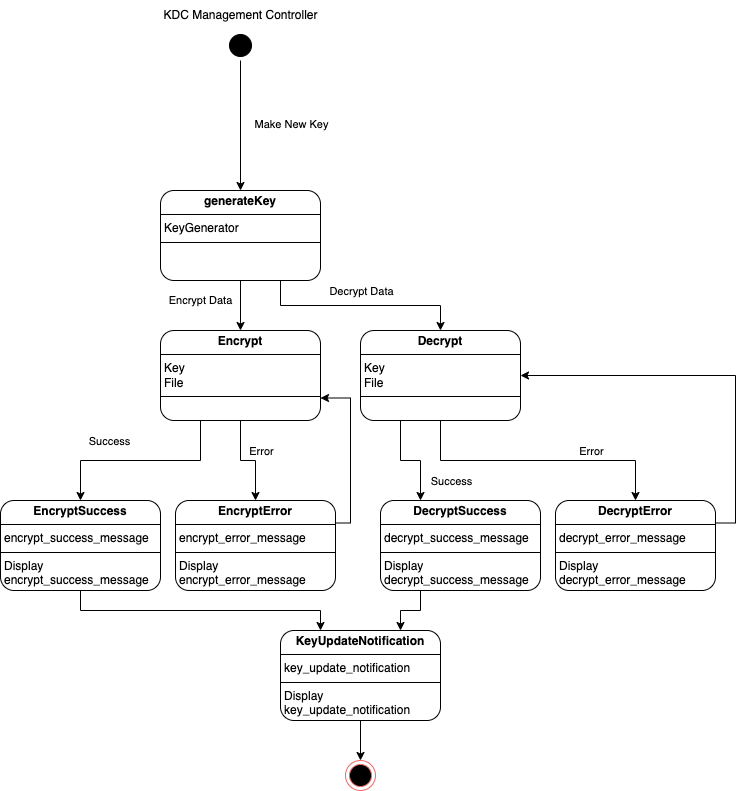 KDC Management Controller
Make New Key
generateKey
KeyGenerator
Encrypt Data
Decrypt Data
Encrypt
Key
File
Decrypt
Key
File
Success
Error
Success
Error
EncryptSuccess
encrypt_success_message
Display
encrypt_success_message
EncryptError
encrypt_error_message
Display
encrypt_error_message
DecryptSuccess
decrypt_success_message
Display
decrypt_success_message
DecryptError
decrypt_error_message
Display
decrypt_error_message
KeyUpdateNotification
key_update_notification
Display
key_update_notification